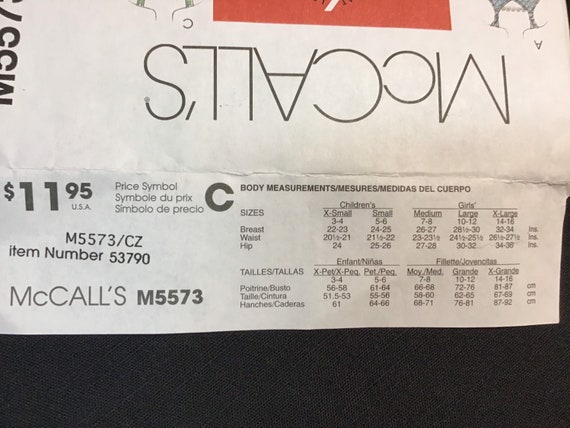 M5573
C
A
McCALL'S®
$11.95 U.S.A.
Price Symbol
Symbole du prix
Símbolo de precio
C
M5573/CZ
item Number 53790
McCALL'S M5573
BODY MEASUREMENTS/MESURES/MEDIDAS DEL CUERPO
Children's Girls'
SIZES X-Small Small Medium Large X-Large
3-4 5-6 7-8 10-12 14-16
Breast 22-23 24-25 26-27 28½-30 32-34 Ins.
Waist 20½-21 21½-22 23-23½ 24½-25½ 26½-27½ Ins.
Hip 24 25-26 27-28 30-32 34-36 Ins.
Enfant/Niñas Fillette/Jovencitas
TAILLES/TALLAS X-Pet/X-Peq. Pet./Peq. Moy./Med. Grande X-Grande
3-4 5-6 7-8 10-12 14-16
Poitrine/Busto 56-58 61-64 66-68 72-76 81-87 cm
Taille/Cintura 51.5-53 55-56 58-60 62-65 67-69 cm
Hanches/Caderas 61 64-66 68-71 76-81 87-92 cm